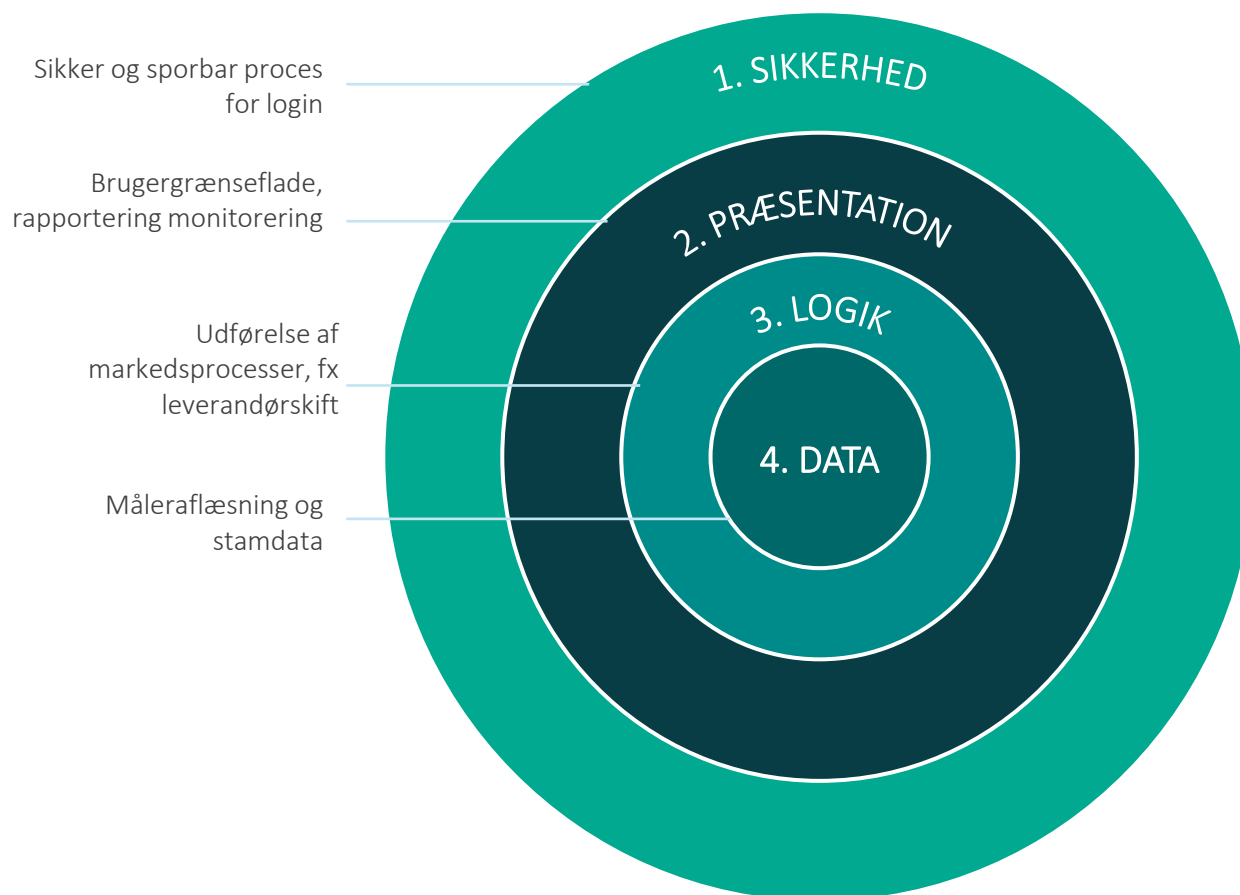 Sikker og sporbar proces
for login
1. SIKKERHED
Brugergrænseflade,
rapportering monitorering
2. PRÆSENTATION
Udførelse af
markedsprocesser, fx
leverandørskift
3. LOGIK
Måleraflæsning og
stamdata
4. DATA